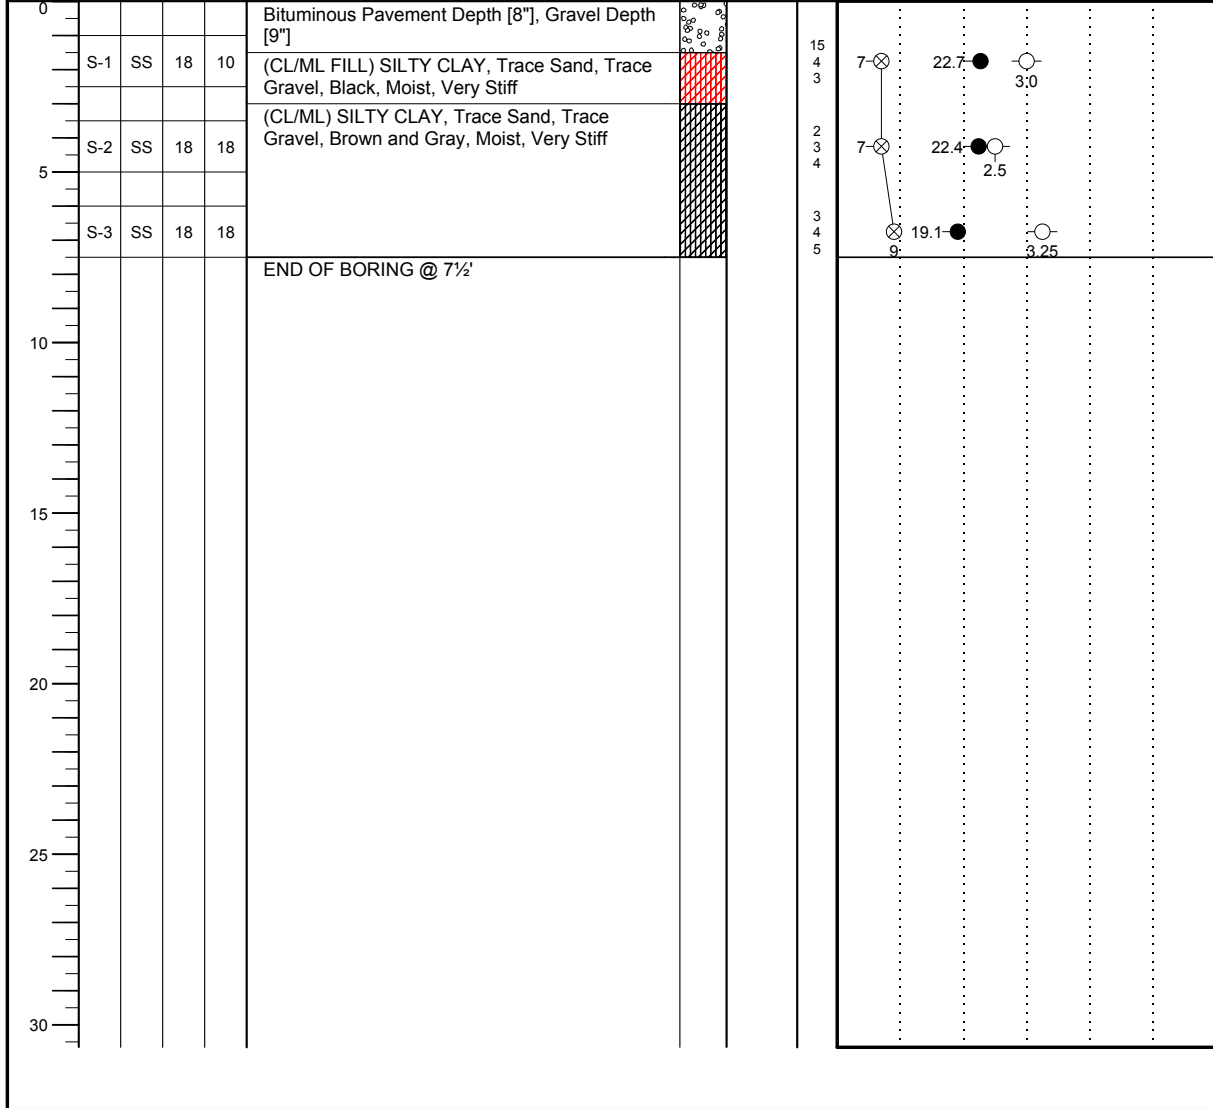 0
Bituminous Pavement Depth [8"], Gravel Depth
[9"]
15
S-1 SS 18 10
(CL/ML FILL) SILTY CLAY, Trace Sand, Trace
Gravel, Black, Moist, Very Stiff
4
3
7
22.7
3.0
(CL/ML) SILTY CLAY, Trace Sand, Trace
Gravel, Brown and Gray, Moist, Very Stiff
2
S-2 SS 18 18
3
4
7
22.4
2.5
5
3
S-3 SS 18 18
4
5
19.1
9
3.25
END OF BORING @ 7½'
10
15
20
25
30